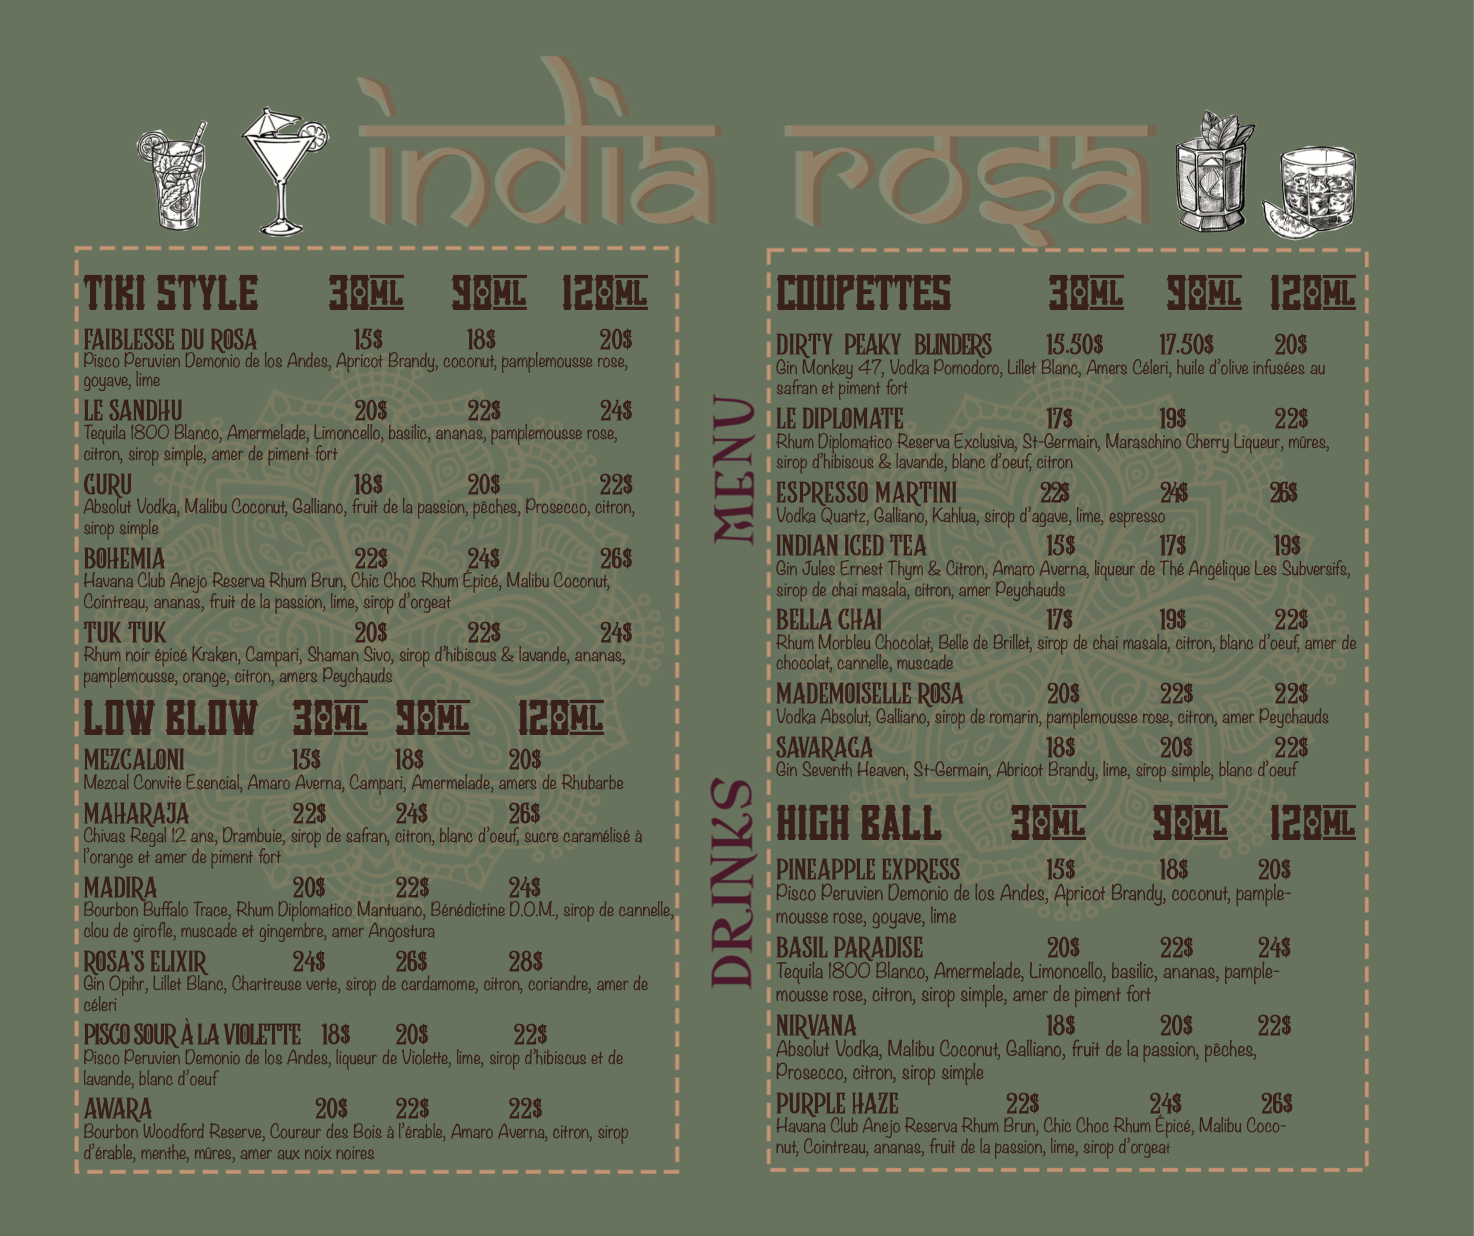 india rosa
TIKI STYLE 30ML 90ML 120ML
FAIBLESSE DU ROSA 15$ 18$ 20$
Pisco Peruvien Demonio de los Andes, Apricot Brandy, coconut, pamplemousse rose,
goyave, lime
LE SANDHU 20$ 22$ 24$
Tequila 1800 Blanco, Amermelade, Limoncello, basilic, ananas, pamplemousse rose,
citron, sirop simple, amer de piment fort
GURU 18$ 20$ 22$
Absolut Vodka, Malibu Coconut, Galliano, fruit de la passion, pêches, Prosecco, citron,
sirop simple
BOHEMIA 22$ 24$ 26$
Havana Club Anejo Reserva Rhum Brun, Chic Choc Rhum Épicé, Malibu Coconut,
Cointreau, ananas, fruit de la passion, lime, sirop d'orgeat
TUK TUK 20$ 22$ 24$
Rhum noir épicé Kraken, Campari, Shaman Sivo, sirop d'hibiscus & lavande, ananas,
pamplemousse, orange, citron, amers Peychauds
LOW BLOW 30ML 90ML 120ML
MEZCALONI 15$ 18$ 20$
Mezcal Convite Esencial, Amaro Averna, Campari, Amermelade, amers de Rhubarbe
MAHARAJA 22$ 24$ 26$
Chivas Regal 12 ans, Drambuie, sirop de safran, citron, blanc d'oeuf, sucre caramélisé à
l'orange et amer de piment fort
MADIRA 20$ 22$ 24$
Bourbon Buffalo Trace, Rhum Diplomatico Mantuano, Bénédictine D.O.M., sirop de cannelle,
clou de girofle, muscade et gingembre, amer Angostura
ROSA'S ELIXIR 24$ 26$ 28$
Gin Opihr, Lillet Blanc, Chartreuse verte, sirop de cardamome, citron, coriandre, amer de
céleri
PISCO SOUR À LA VIOLETTE 18$ 20$ 22$
Pisco Peruvien Demonio de los Andes, liqueur de Violette, lime, sirop d'hibiscus et de
lavande, blanc d'oeuf
AWARA 20$ 22$ 22$
Bourbon Woodford Reserve, Coureur des Bois à l'érable, Amaro Averna, citron, sirop
d'érable, menthe, mûres, amer aux noix noires
DRINKS MENU
COUPETTES 30ML 90ML 120ML
DIRTY PEAKY BLINDERS 15.50$ 17.50$ 20$
Gin Monkey 47, Vodka Pomodoro, Lillet Blanc, Amers Céleri, huile d'olive infusées au
safran et piment fort
LE DIPLOMATE 17$ 19$ 22$
Rhum Diplomatico Reserva Exclusiva, St-Germain, Maraschino Cherry Liqueur, mûres,
sirop d'hibiscus & lavande, blanc d'oeuf, citron
ESPRESSO MARTINI 22$ 24$ 26$
Vodka Quartz, Galliano, Kahlua, sirop d'agave, lime, espresso
INDIAN ICED TEA 15$ 17$ 19$
Gin Jules Ernest Thym & Citron, Amaro Averna, liqueur de Thé Angélique Les Subversifs,
sirop de chai masala, citron, amer Peychauds
BELLA CHAI 17$ 19$ 22$
Rhum Morbleu Chocolat, Belle de Brillet, sirop de chai masala, citron, blanc d'oeuf, amer de
chocolat, cannelle, muscade
MADEMOISELLE ROSA 20$ 22$ 22$
Vodka Absolut, Galliano, sirop de romarin, pamplemousse rose, citron, amer Peychauds
SAVARAGA 18$ 20$ 22$
Gin Seventh Heaven, St-Germain, Abricot Brandy, lime, sirop simple, blanc d'oeuf
HIGH BALL 30ML 90ML 120ML
PINEAPPLE EXPRESS 15$ 18$ 20$
Pisco Peruvien Demonio de los Andes, Apricot Brandy, coconut, pample-
mousse rose, goyave, lime
BASIL PARADISE 20$ 22$ 24$
Tequila 1800 Blanco, Amermelade, Limoncello, basilic, ananas, pample-
mousse rose, citron, sirop simple, amer de piment fort
NIRVANA 18$ 20$ 22$
Absolut Vodka, Malibu Coconut, Galliano, fruit de la passion, pêches,
Prosecco, citron, sirop simple
PURPLE HAZE 22$ 24$ 26$
Havana Club Anejo Reserva Rhum Brun, Chic Choc Rhum Épicé, Malibu Coco-
nut, Cointreau, ananas, fruit de la passion, lime, sirop d'orgeat